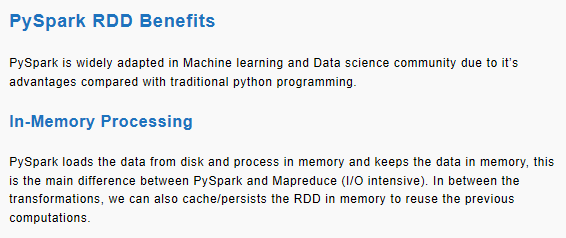 PySpark RDD Benefits
PySpark is widely adapted in Machine learning and Data science community due to it's
advantages compared with traditional python programming.
In-Memory Processing
PySpark loads the data from disk and process in memory and keeps the data in memory, this
is the main difference between PySpark and Mapreduce (I/O intensive). In between the
transformations, we can also cache/persists the RDD in memory to reuse the previous
computations.